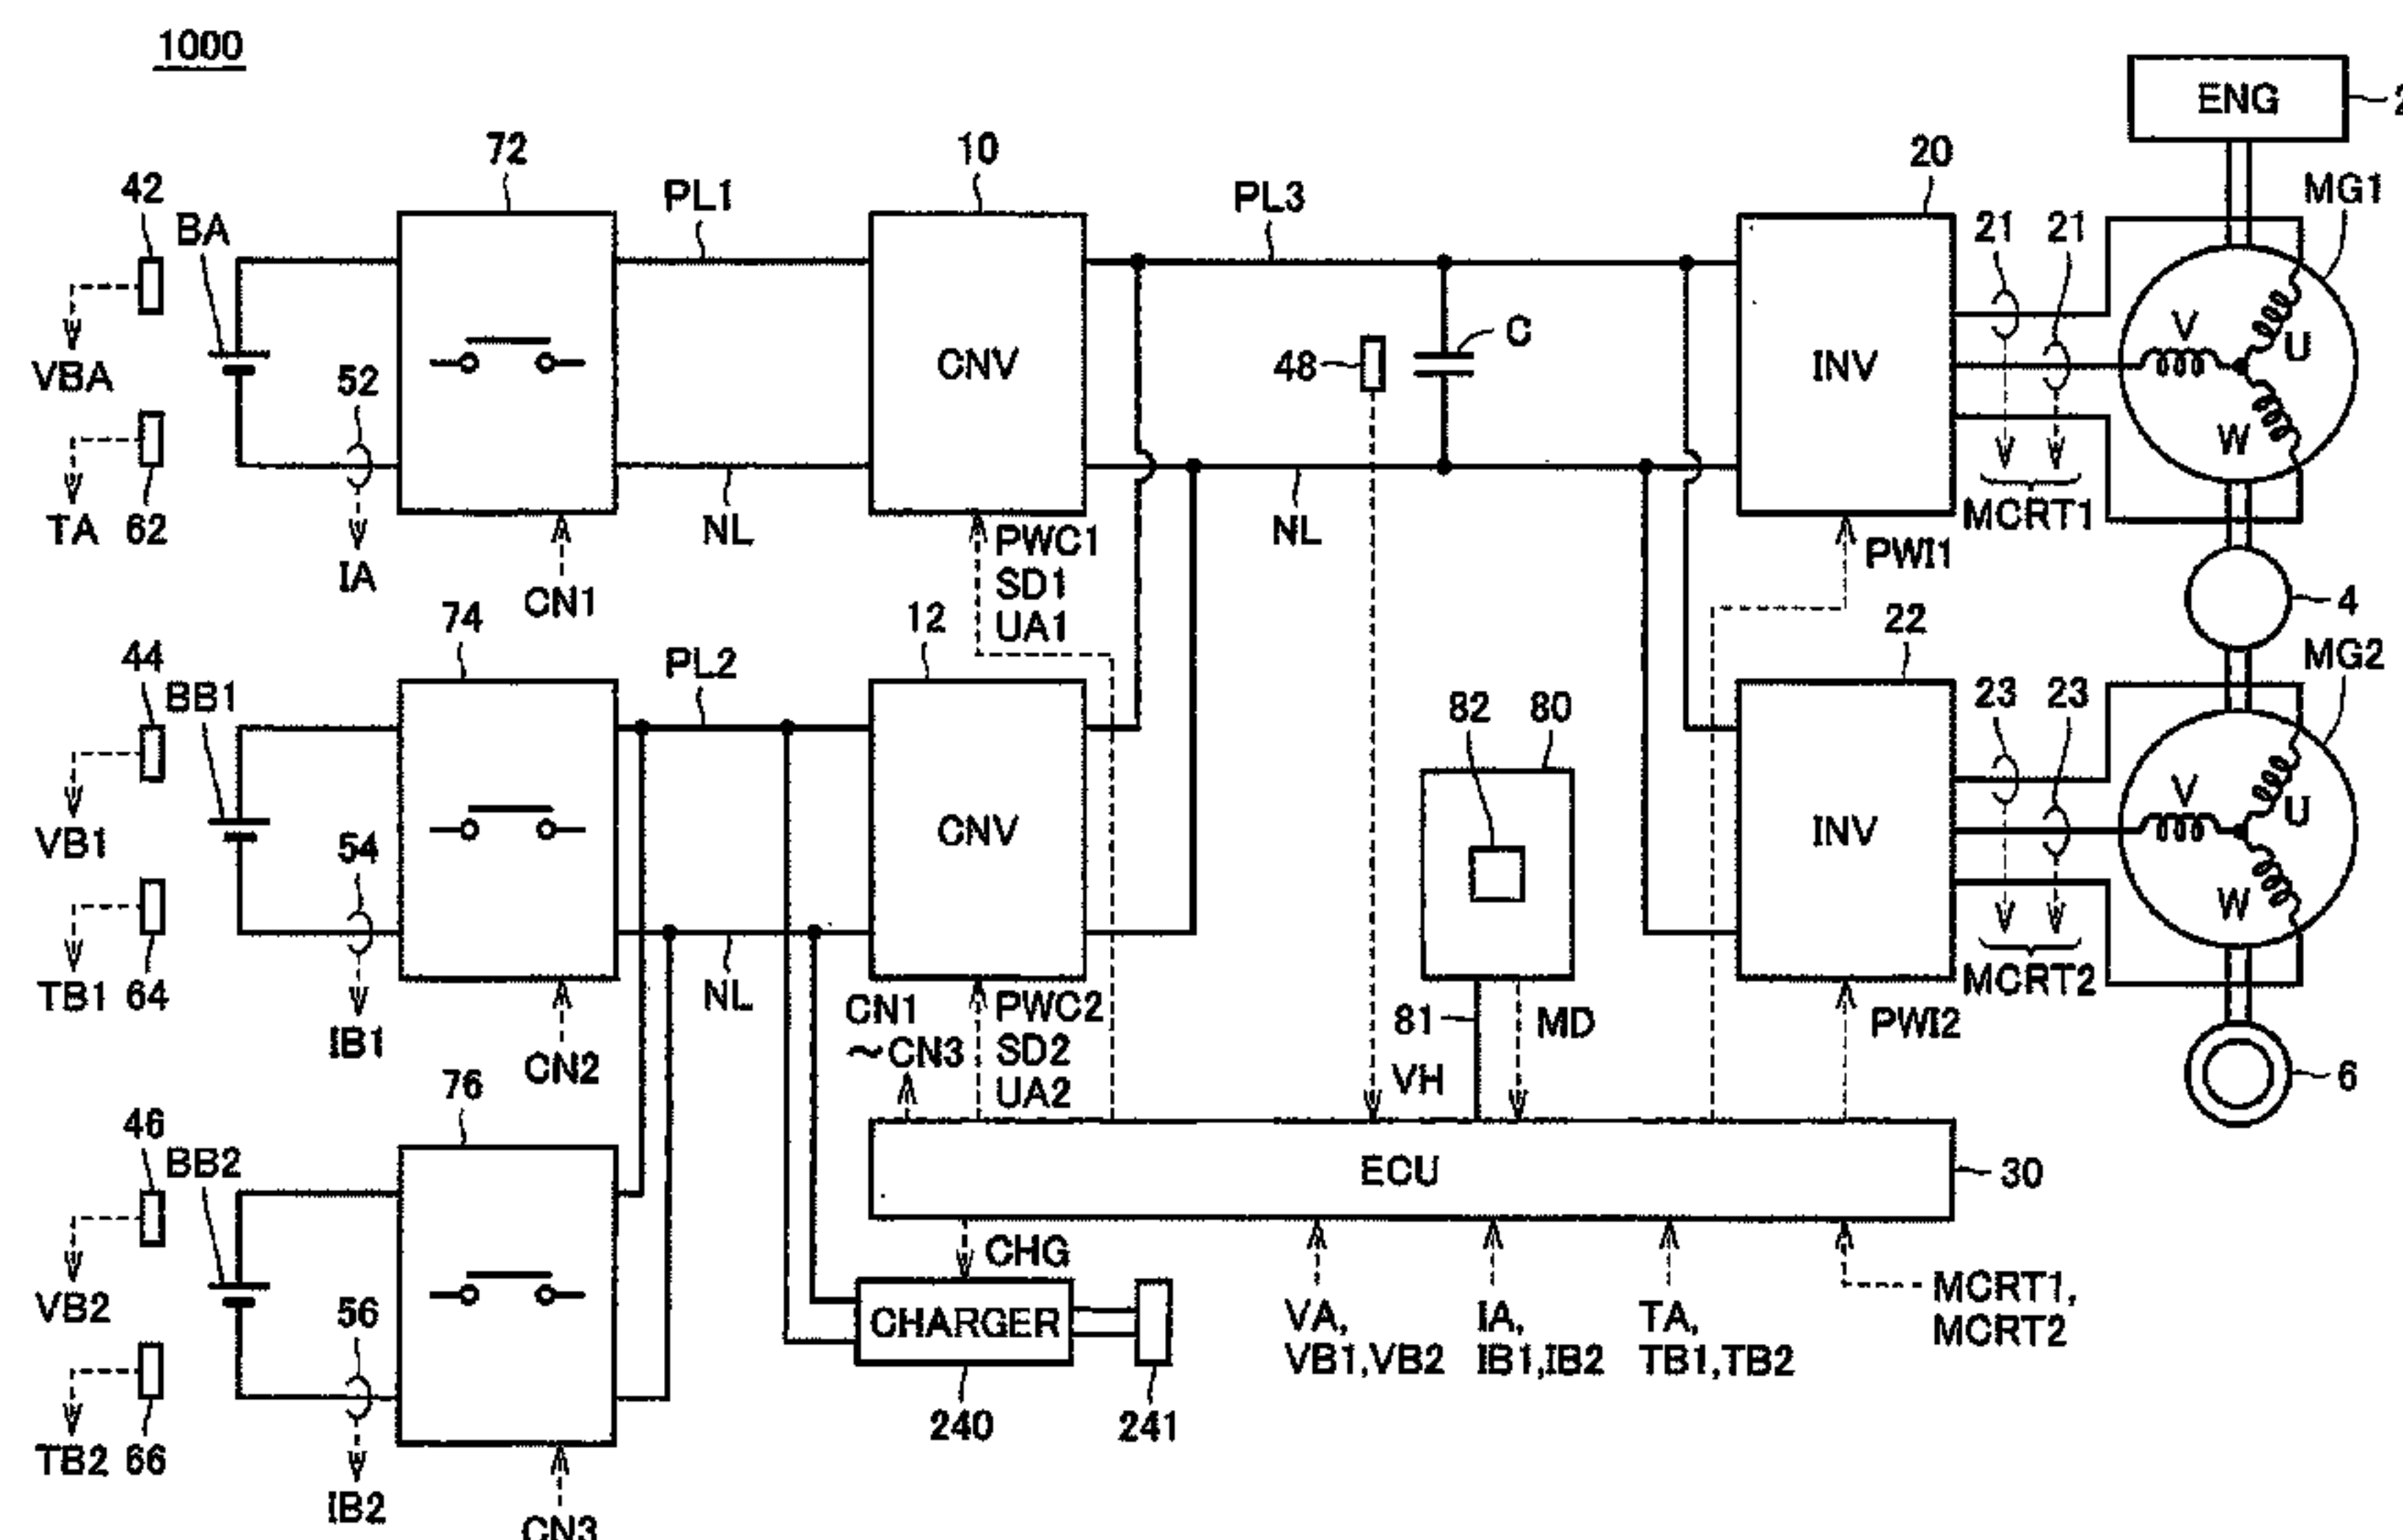 1000
ENG
2
72
10
20
MG1
42
BA
PL1
PL3
21
21
VBA
52
CNV
48
C
INV
V
U
W
TA
62
IA
CN1
NL
PWC1
SD1
UA1
NL
PWI1
MCRT1
4
74
12
22
MG2
44
BB1
PL2
82
80
23
23
VB1
54
CNV
INV
V
U
W
TB1
64
IB1
CN2
NL
CN1
~CN3
PWC2
SD2
UA2
81
VH
MD
PWI2
MCRT2
6
76
46
BB2
ECU
30
VB2
56
CHG
CHARGER
VA,
VB1,VB2
IA,
IB1,IB2
TA,
TB1,TB2
MCRT1,
MCRT2
TB2
66
IB2
CN3
240
241